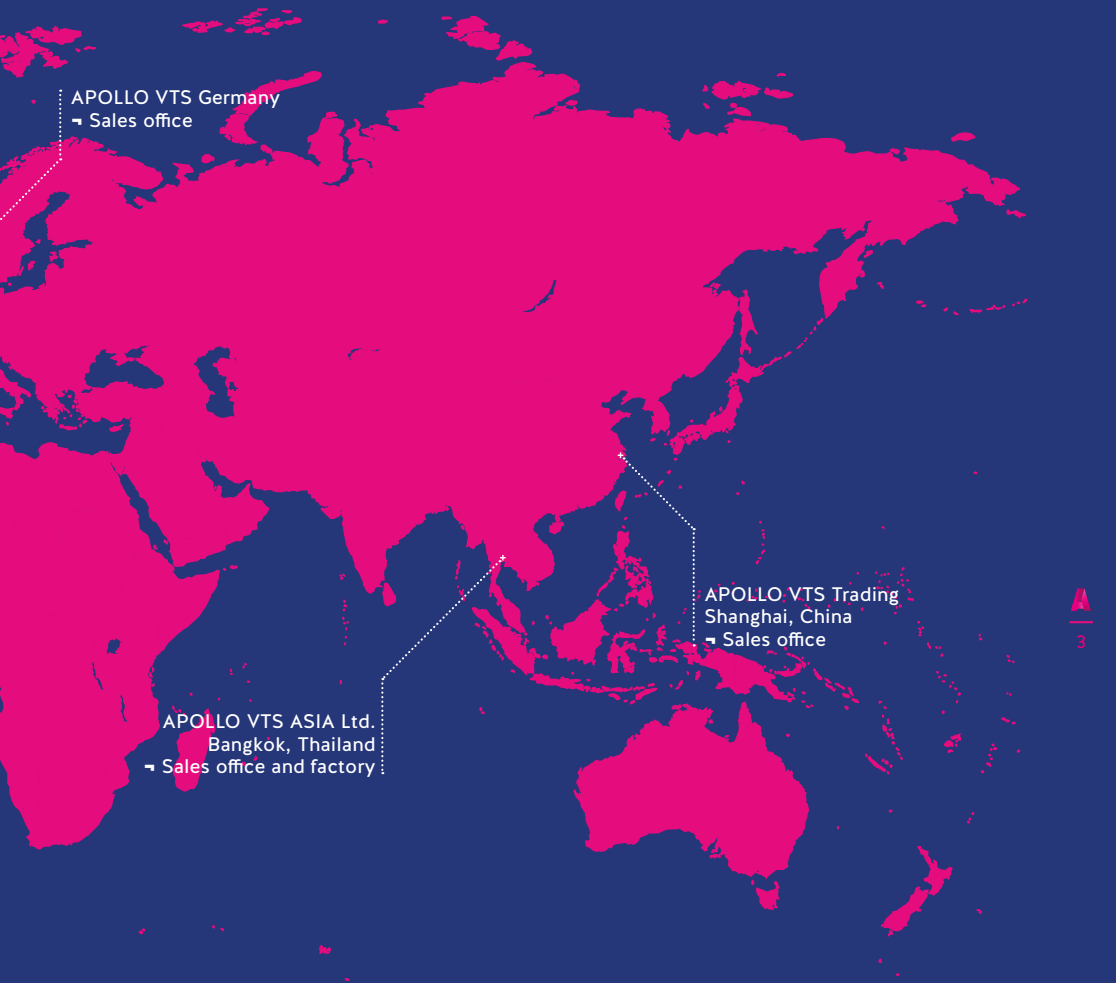 APOLLO VTS Germany
¬ Sales office
APOLLO VTS Trading
Shanghai, China
¬ Sales office
3
APOLLO VTS ASIA Ltd.
Bangkok, Thailand
¬ Sales office and factory